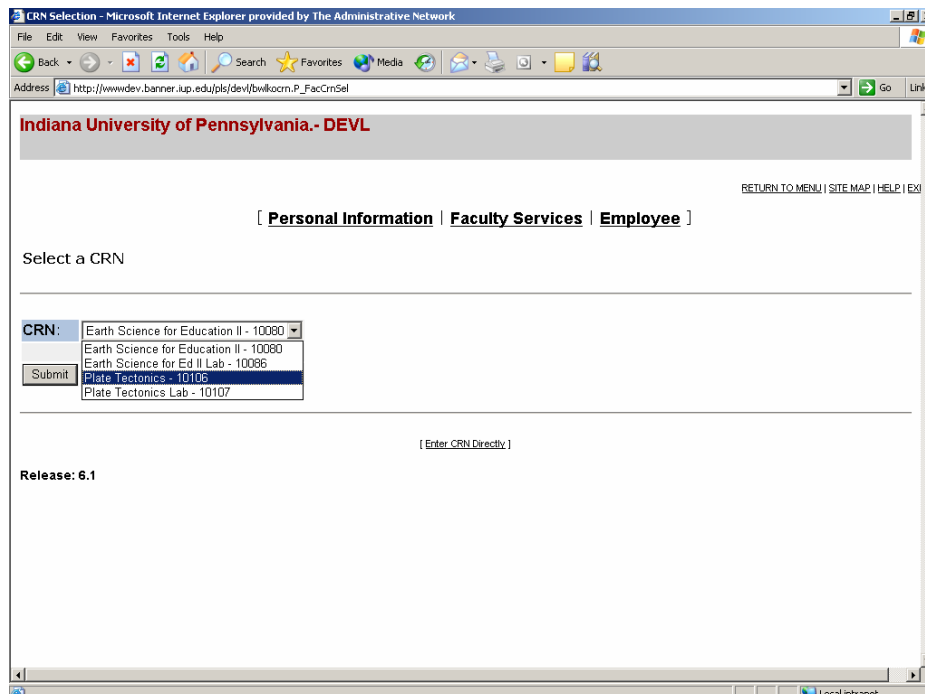 CRN Selection - Microsoft Internet Explorer provided by The Administrative Network
File Edit View Favorites Tools Help
Back Search Favorites Media
Address http://wwwdev.banner.iup.edu/pls/devl/bwlkocrn.P_FacCrnSel Go Link
Indiana University of Pennsylvania.- DEVL
RETURN TO MENU | SITE MAP | HELP | EXI
[ Personal Information | Faculty Services | Employee ]
Select a CRN
CRN: Earth Science for Education II - 10080
Earth Science for Education II - 10080
Earth Science for Ed II Lab - 10086
Submit Plate Tectonics - 10106
Plate Tectonics Lab - 10107
[ Enter CRN Directly ]
Release: 6.1
Local intranet